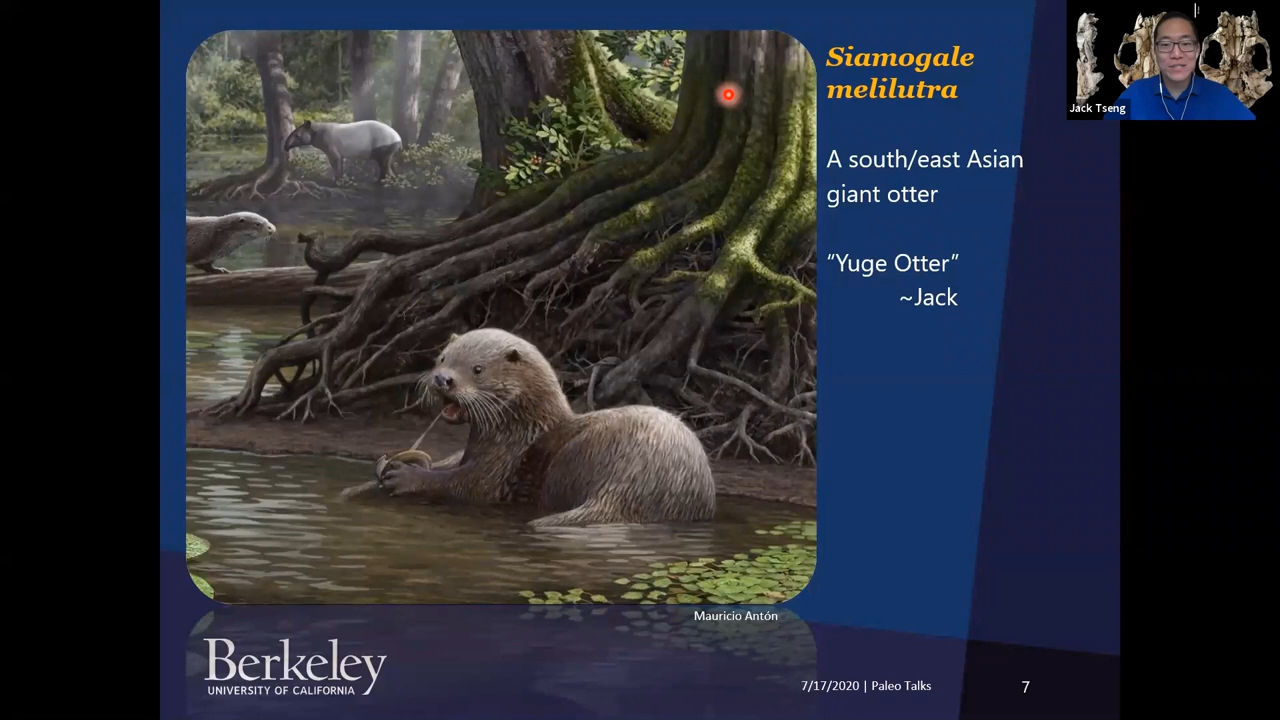 Siamogale
melilutra
Jack Tseng
A south/east Asian
giant otter
“Yuge Otter”
~Jack
Mauricio Antón
Berkeley
UNIVERSITY OF CALIFORNIA
7/17/2020 | Paleo Talks
7